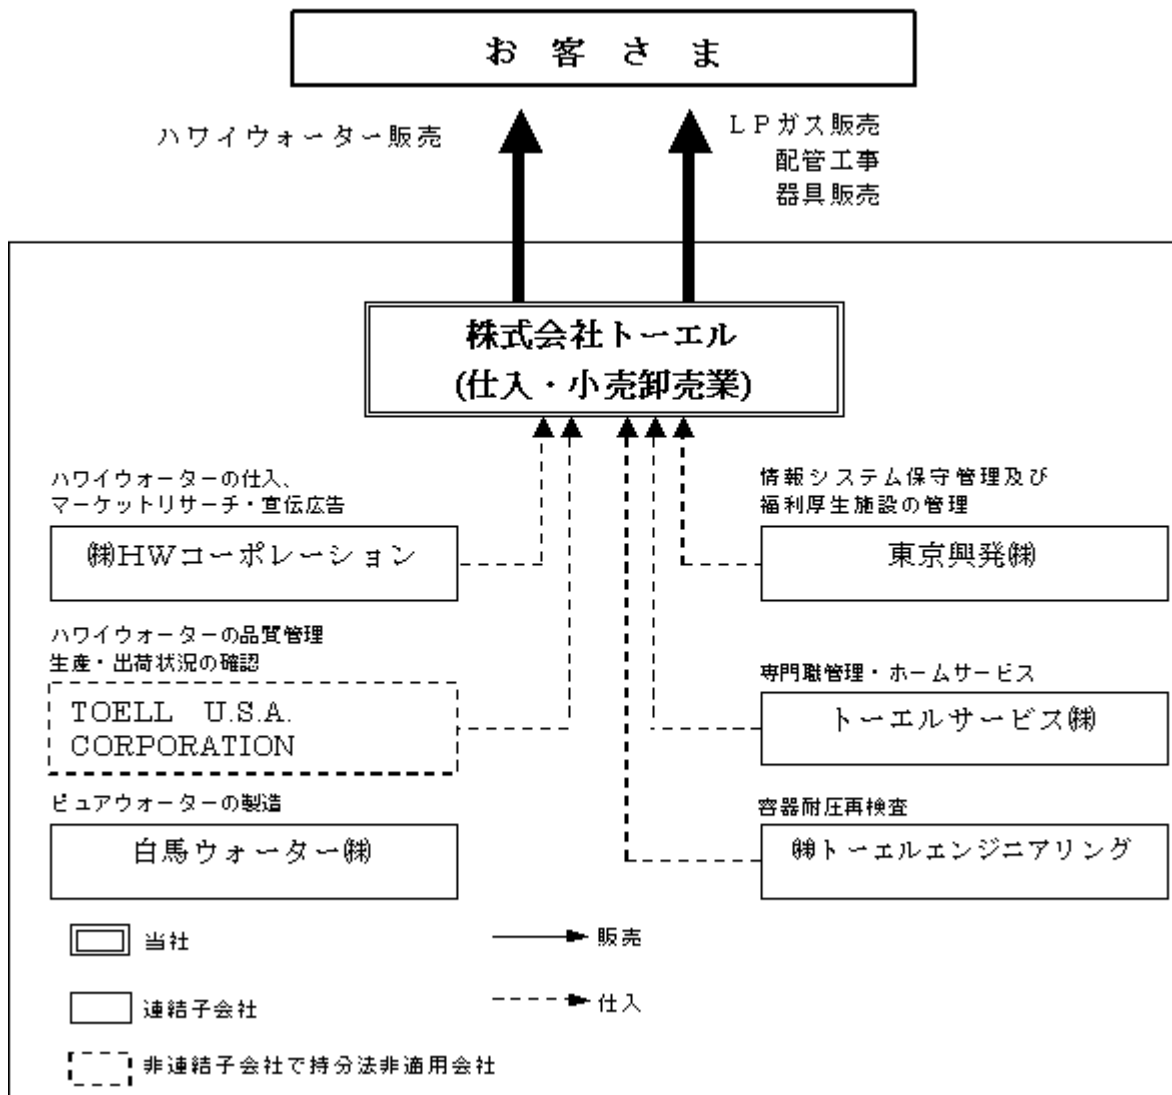 お 客 さ ま
ハワイウォーター販売
ＬＰガス販売
配管工事
器具販売
株式会社トーエル
(仕入・小売卸売業)
ハワイウォーターの仕入、
マーケットリサーチ・宣伝広告
㈱HWコーポレーション
情報システム保守管理及び
福利厚生施設の管理
東京興発㈱
ハワイウォーターの品質管理
生産・出荷状況の確認
TOELL U.S.A.
CORPORATION
専門職管理・ホームサービス
トーエルサービス㈱
ピュアウォーターの製造
白馬ウォーター㈱
容器耐圧再検査
㈱トーエルエンジニアリング
当社
販売
連結子会社
仕入
非連結子会社で持分法非適用会社